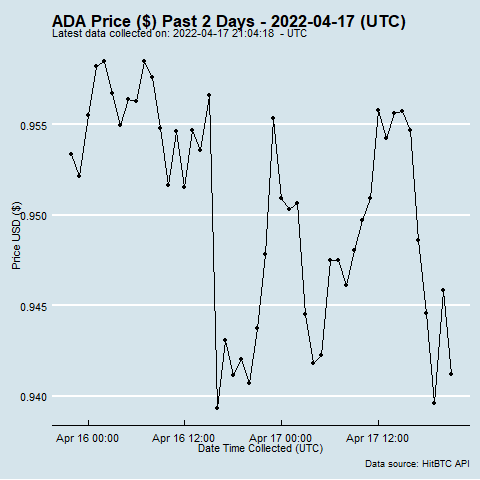 ADA Price ($) Past 2 Days - 2022-04-17 (UTC)
Latest data collected on: 2022-04-17 21:04:18 - UTC
0.955
0.950
0.945
0.940
Price USD ($)
Apr 16 00:00
Apr 16 12:00
Apr 17 00:00
Apr 17 12:00
Date Time Collected (UTC)
Data source: HitBTC API